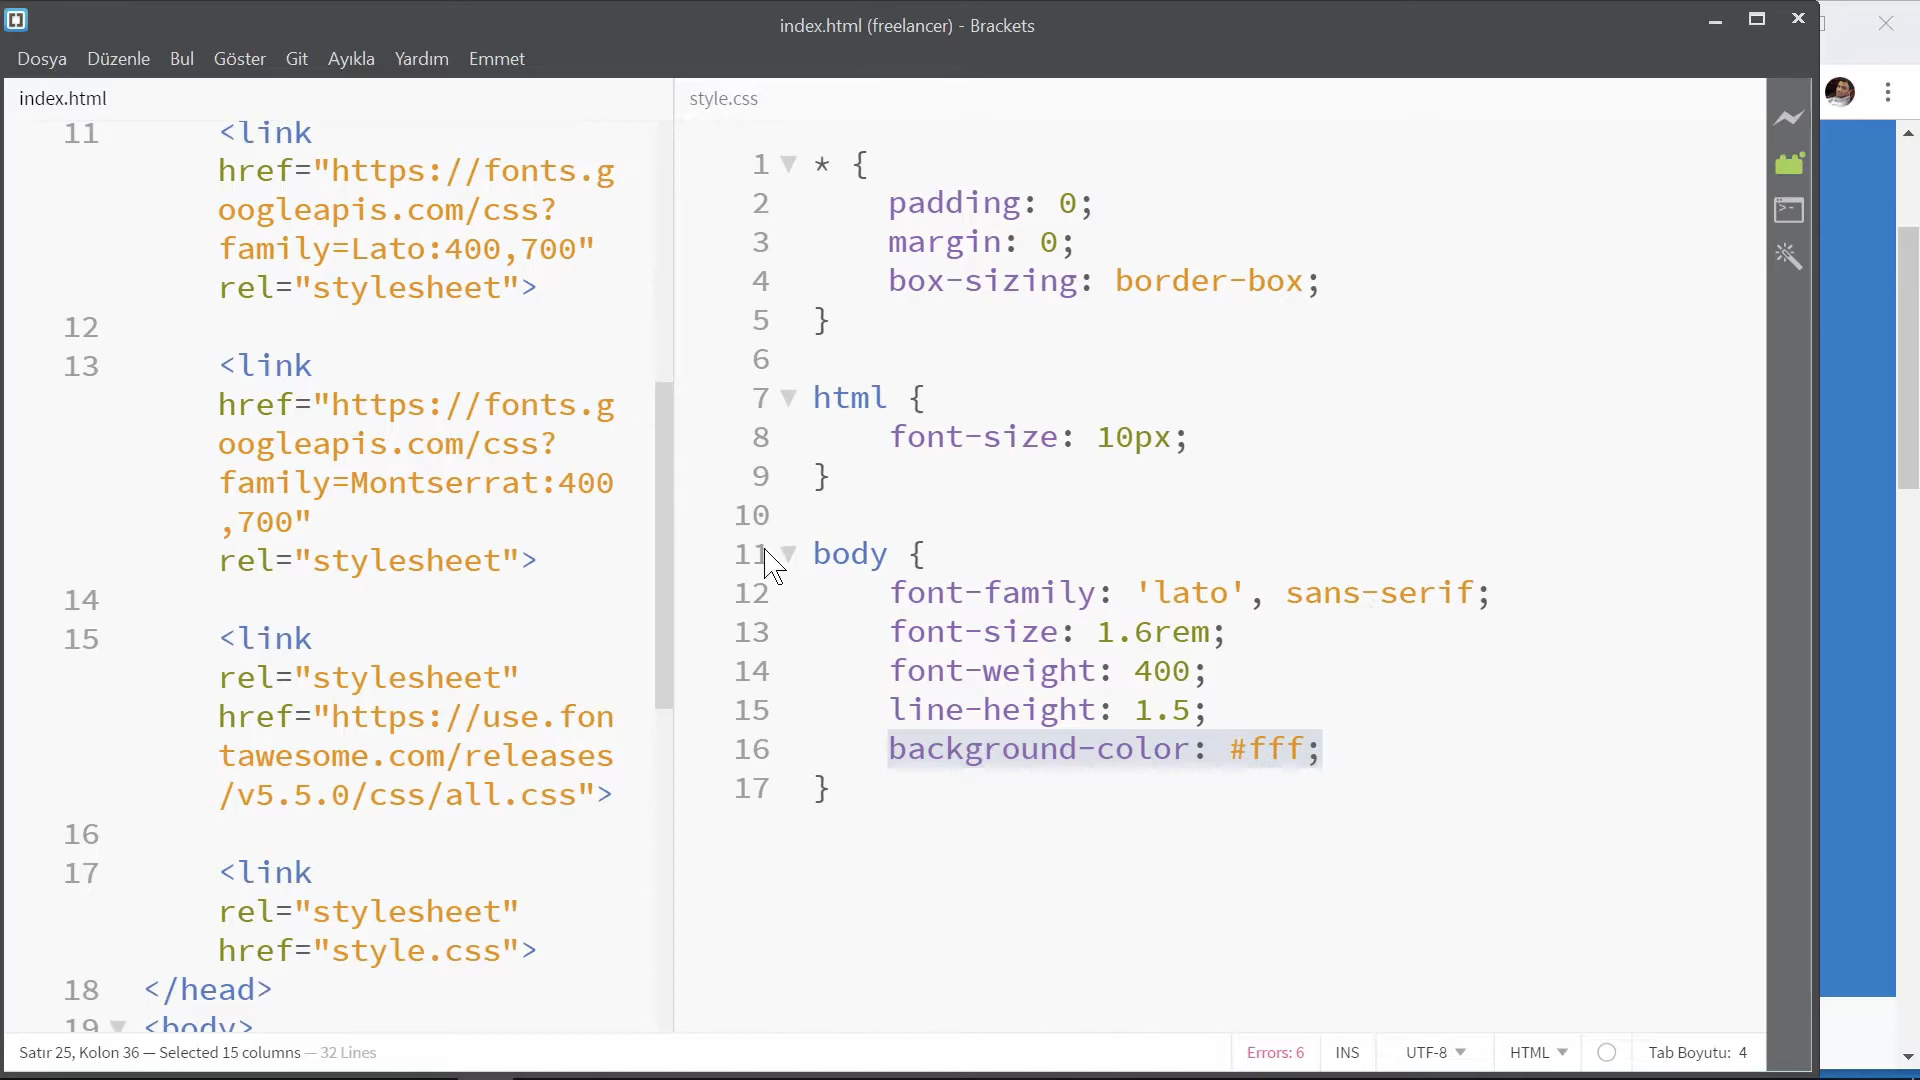 index.html (freelancer) - Brackets
Dosya Düzenle Bul Göster Git Ayıkla Yardım Emmet
index.html
11 <link
href="https://fonts.g
oogleapis.com/css?
family=Lato:400,700"
rel="stylesheet">
12
13 <link
href="https://fonts.g
oogleapis.com/css?
family=Montserrat:400
,700"
rel="stylesheet">
14
15 <link
rel="stylesheet"
href="https://use.fon
tawesome.com/releases
/v5.5.0/css/all.css">
16
17 <link
rel="stylesheet"
href="style.css">
18 </head>
19 <body>
style.css
1 * {
2 padding: 0;
3 margin: 0;
4 box-sizing: border-box;
5 }
6
7 html {
8 font-size: 10px;
9 }
10
11 body {
12 font-family: 'lato', sans-serif;
13 font-size: 1.6rem;
14 font-weight: 400;
15 line-height: 1.5;
16 background-color: #fff;
17 }
Satır 25, Kolon 36 — Selected 15 columns — 32 Lines
Errors: 6 INS UTF-8 HTML Tab Boyutu: 4